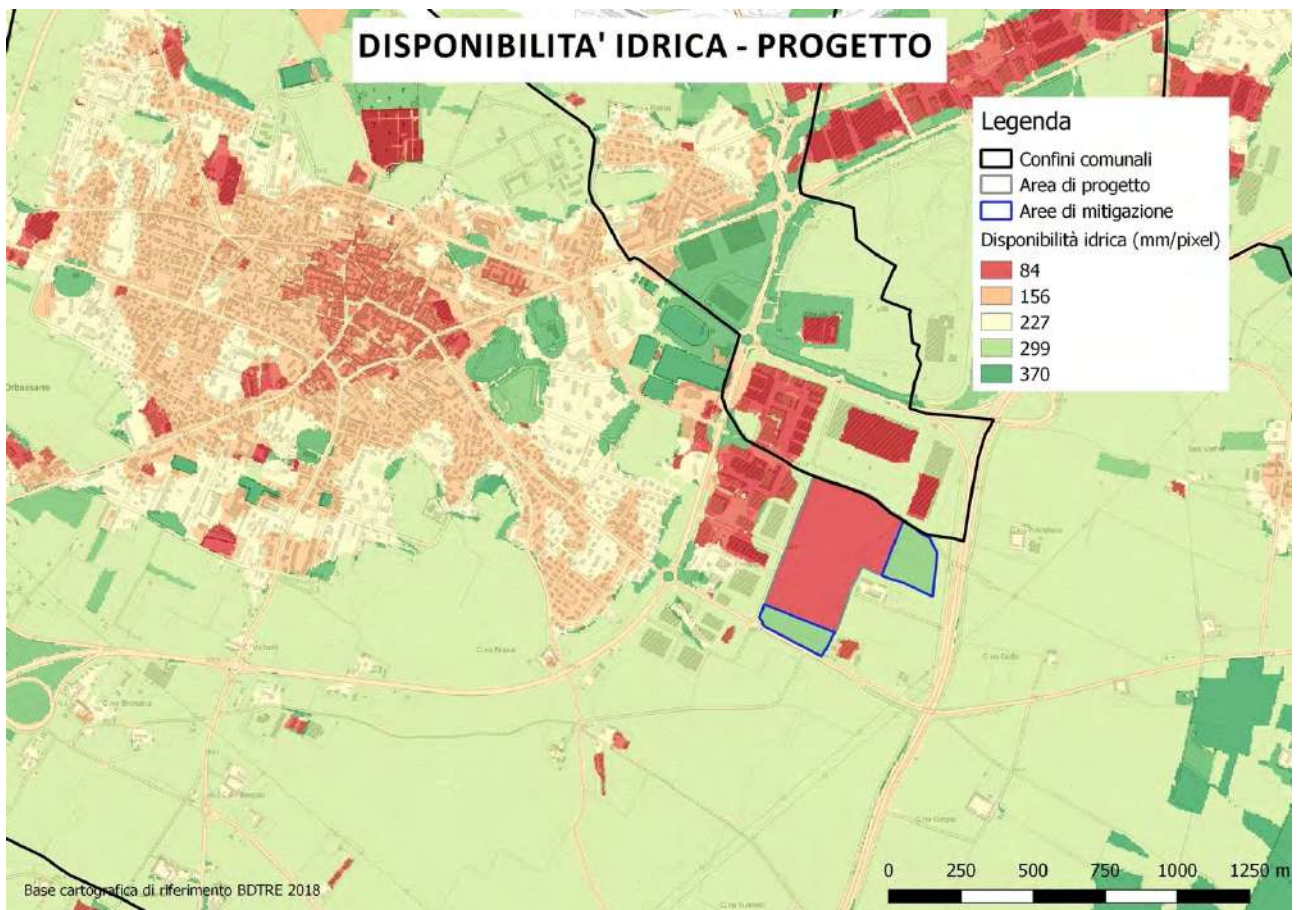 DISPONIBILITA' IDRICA - PROGETTO
Legenda
Confini comunali
Area di progetto
Aree di mitigazione
Disponibilità idrica (mm/pixel)
84
156
227
299
370
Orbassano
0 250 500 750 1000 1250 m
Base cartografica di riferimento BDTRE 2018